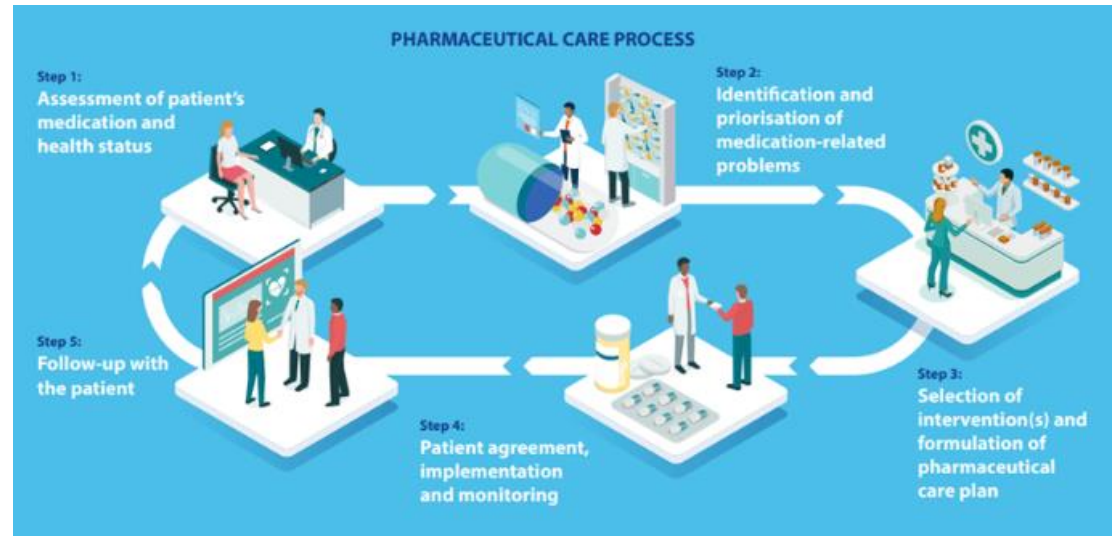 PHARMACEUTICAL CARE PROCESS
Step 1:
Assessment of patient's
medication and
health status
Step 2:
Identification and
priorisation of
medication-related
problems
Step 3:
Selection of
intervention(s) and
formulation of
pharmaceutical
care plan
Step 4:
Patient agreement,
implementation
and monitoring
Step 5:
Follow-up with
the patient